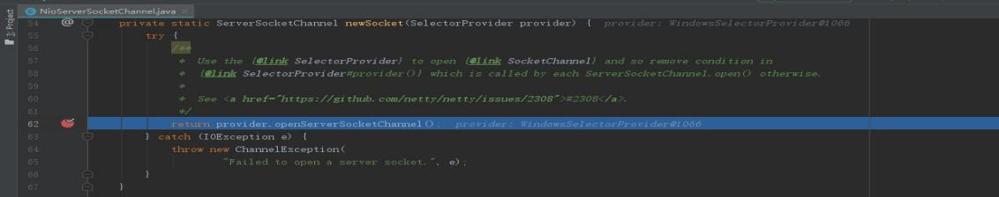 1: Project
NioServerSocketChannel.java ×
54 @ private static ServerSocketChannel newSocket(SelectorProvider provider) { provider: WindowsSelectorProvider@1066
55 try {
56 /**
57 * Use the {@link SelectorProvider} to open {@link SocketChannel} and so remove condition in
58 * {@link SelectorProvider#provider()} which is called by each ServerSocketChannel.open() otherwise.
59 *
60 * See <a href="https://github.com/netty/netty/issues/2308">#2308</a>.
61 */
62 return provider.openServerSocketChannel(); provider: WindowsSelectorProvider@1066
63 } catch (IOException e) {
64 throw new ChannelException(
65 "Failed to open a server socket.", e);
66 }
67 }